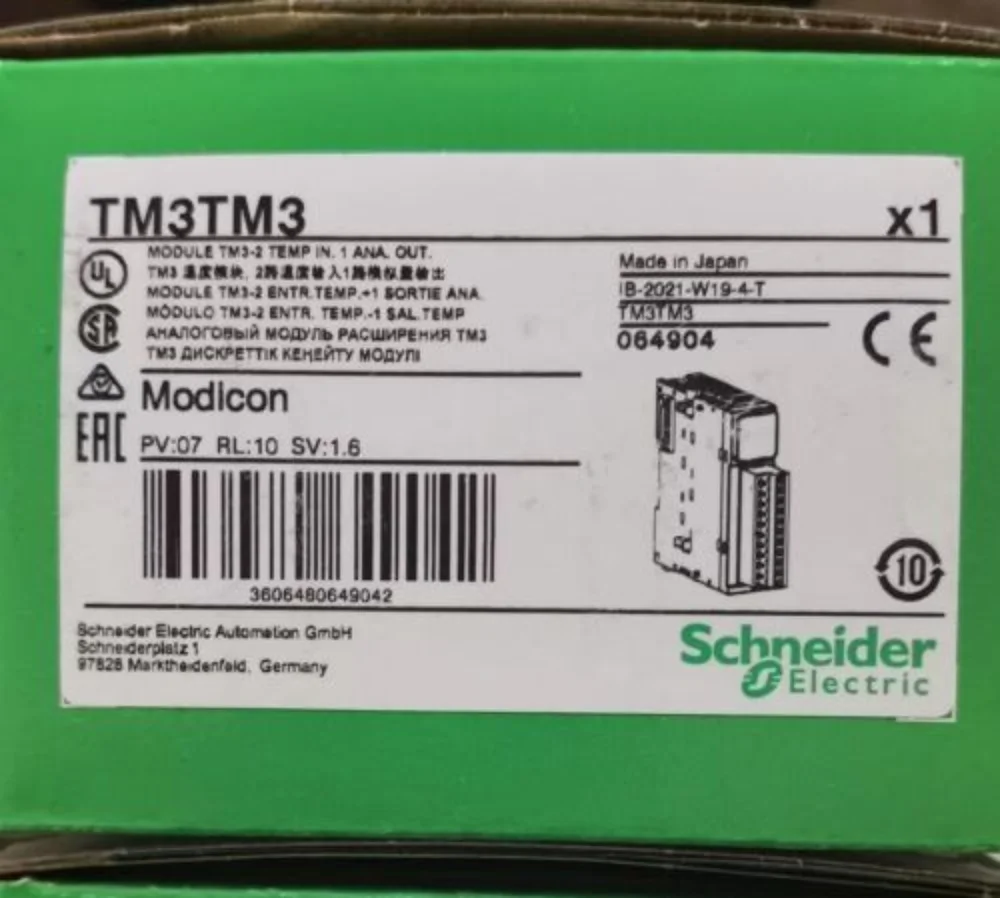 TM3TM3
x1
MODULE TM3-2 TEMP IN. 1 ANA. OUT.
TM3 温度模块, 2路温度输入1路模拟量输出
MODULE TM3-2 ENTR.TEMP.+1 SORTIE ANA.
MÓDULO TM3-2 ENTR. TEMP.-1 SAL.TEMP
АНАЛОГОВЫЙ МОДУЛЬ РАСШИРЕНИЯ TM3
TM3 ДИСКРЕТТІК КЕҢЕЙТУ МОДУЛІ
Made in Japan
IB-2021-W19-4-T
TM3TM3
064904
CE
UL
SA
EAC
Modicon
PV:07 RL:10 SV:1.6
3606480649042
10
Schneider Electric Automation GmbH
Schneiderplatz 1
97828 Marktheidenfeld, Germany
Schneider
Electric